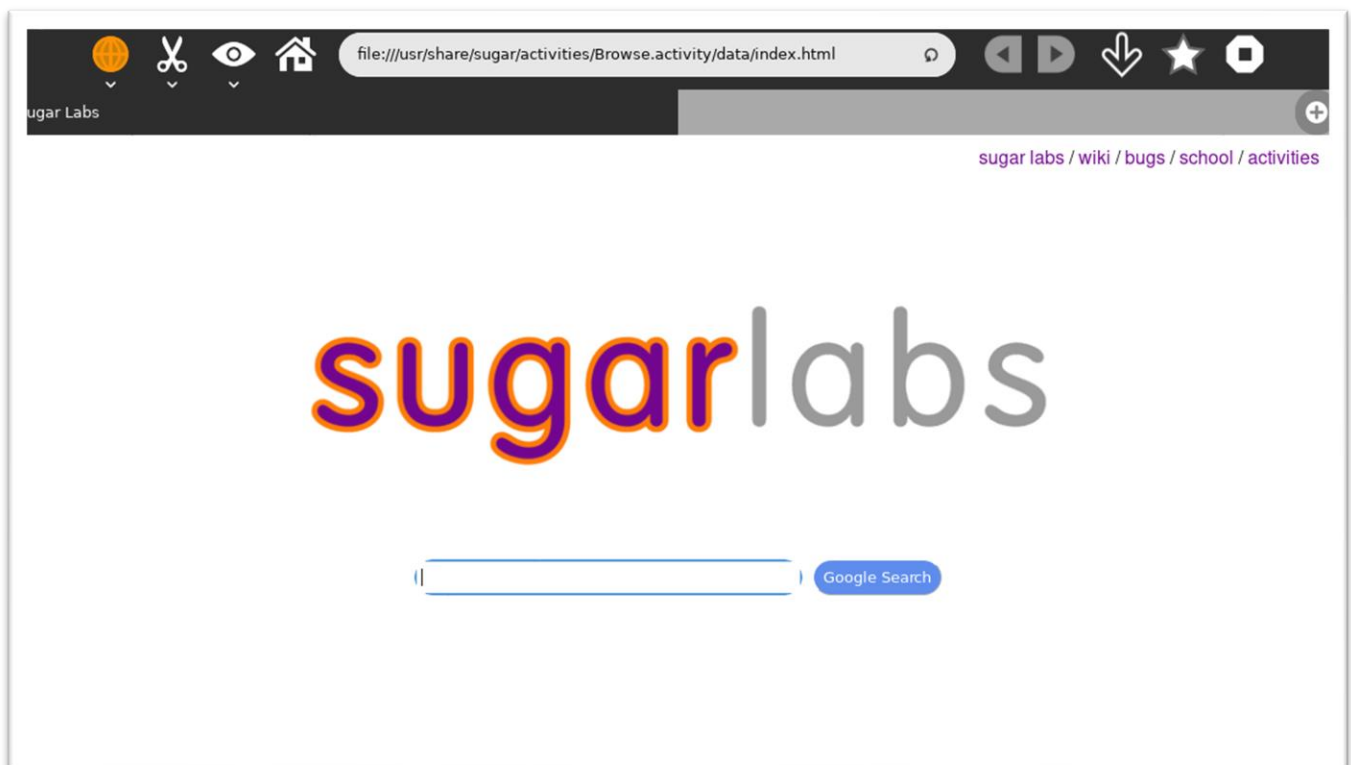 file:///usr/share/sugar/activities/Browse.activity/data/index.html
ugar Labs
sugar labs / wiki / bugs / school / activities
sugarlabs
Google Search